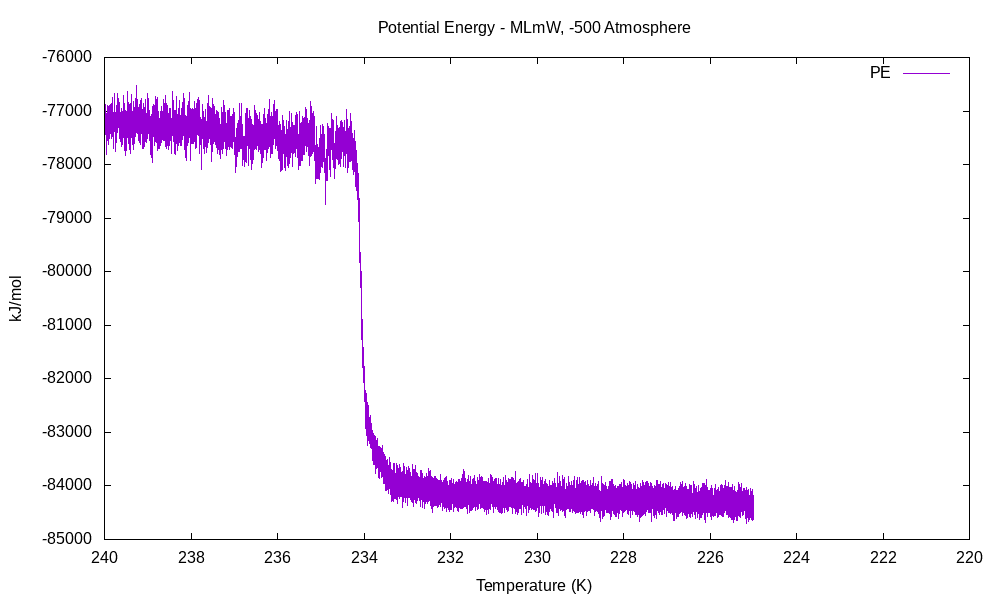 Potential Energy - MLmW, -500 Atmosphere
PE
-76000
-77000
-78000
-79000
-80000
-81000
-82000
-83000
-84000
-85000
kJ/mol
240 238 236 234 232 230 228 226 224 222 220
Temperature (K)